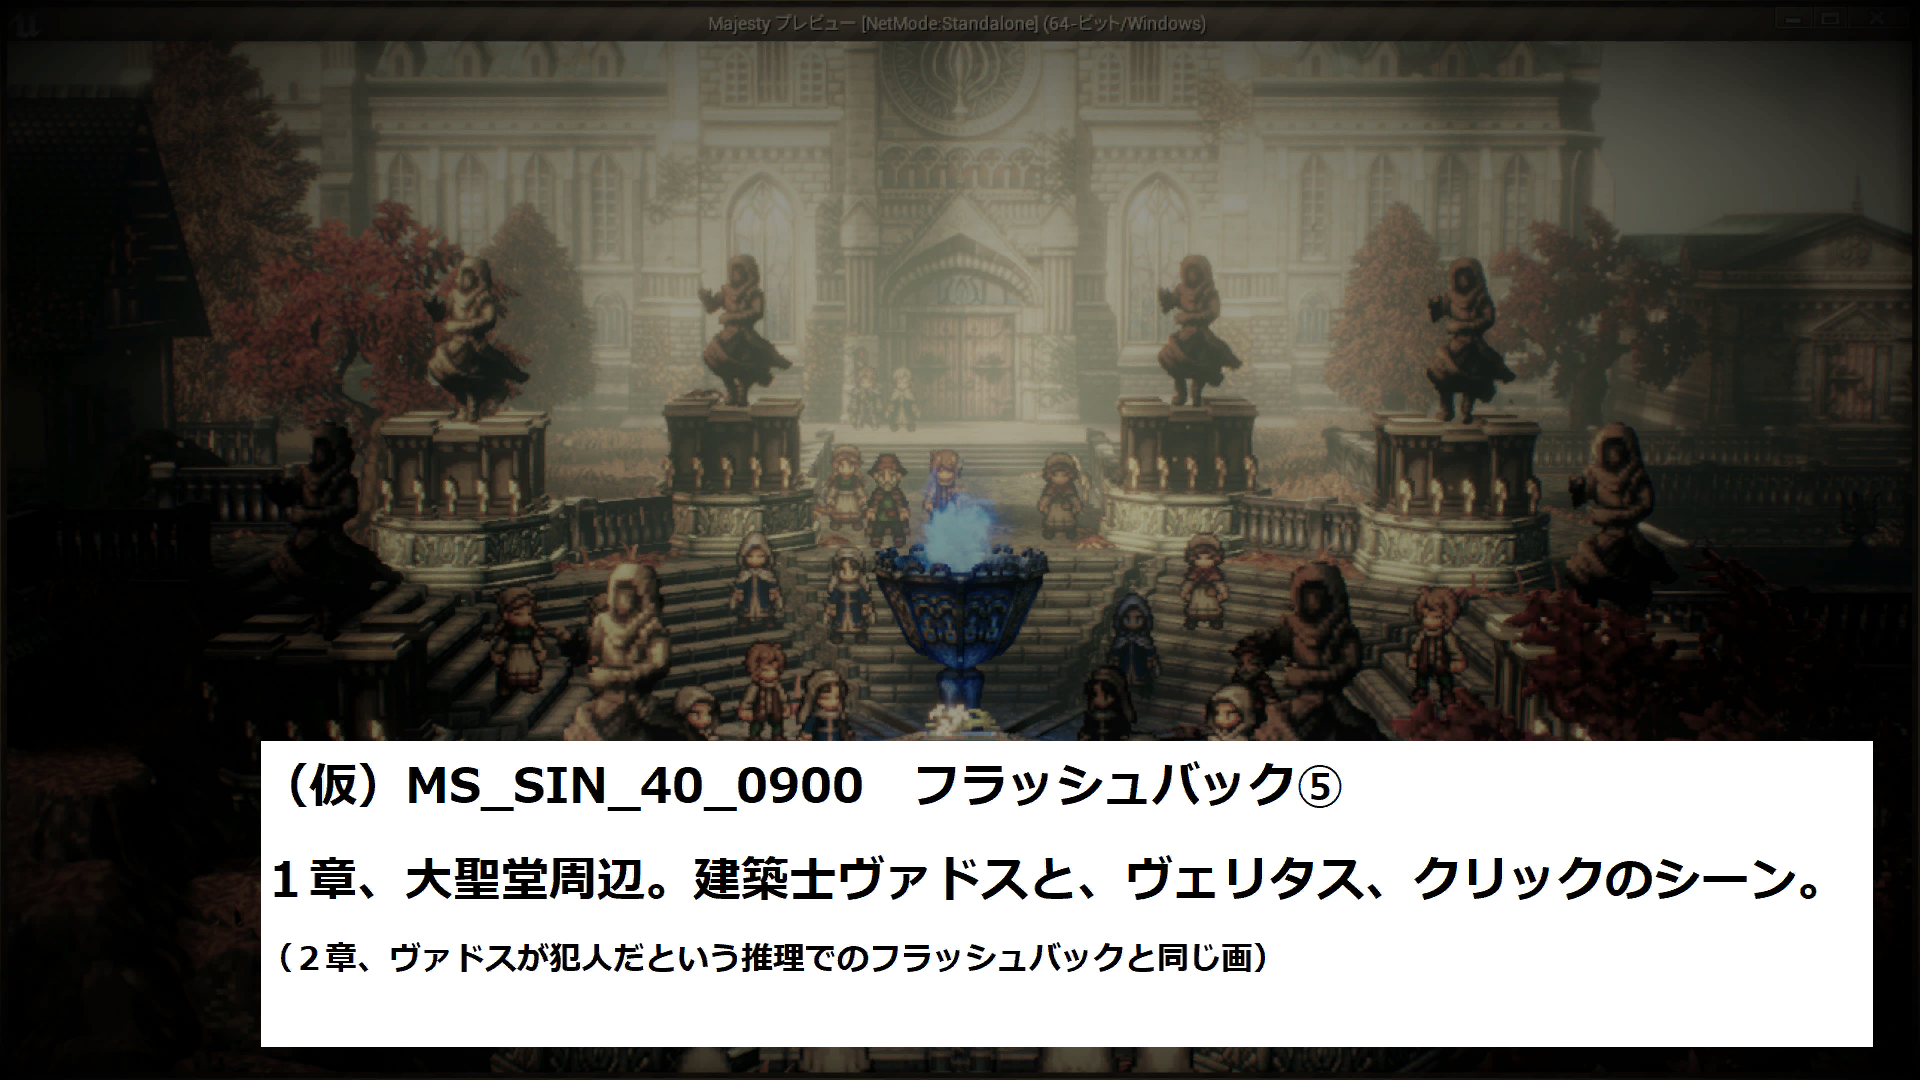 Majesty プレビュー [NetMode:Standalone] (64-ビット/Windows)
（仮）MS_SIN_40_0900　フラッシュバック⑤
１章、大聖堂周辺。建築士ヴァドスと、ヴェリタス、クリックのシーン。
（２章、ヴァドスが犯人だという推理でのフラッシュバックと同じ画）